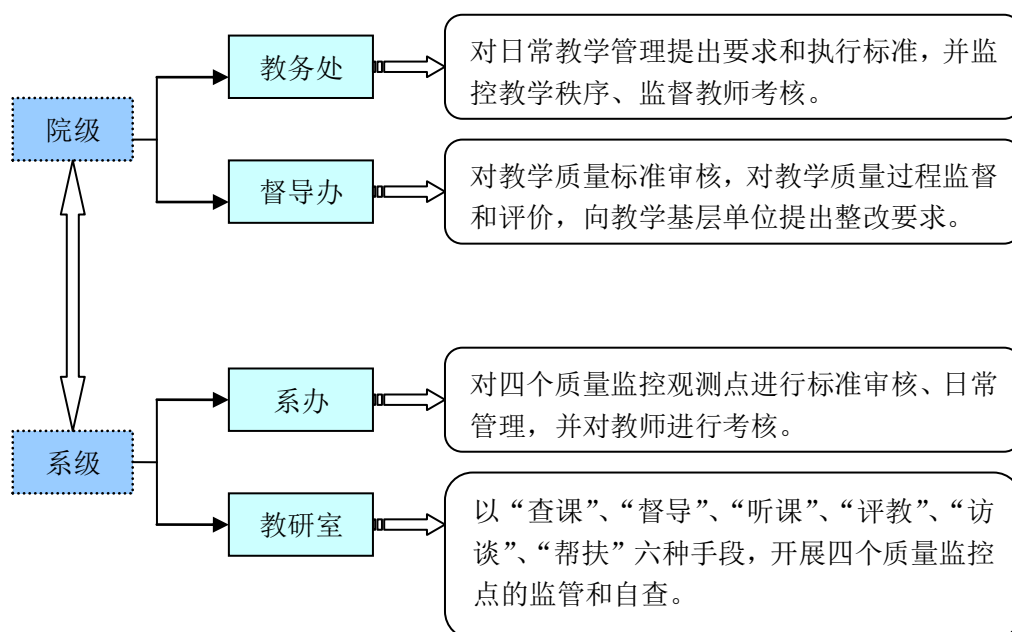 教务处
对日常教学管理提出要求和执行标准，并监
控教学秩序、监督教师考核。
院级
督导办
对教学质量标准审核，对教学质量过程监督
和评价，向教学基层单位提出整改要求。
系办
对四个质量监控观测点进行标准审核、日常
管理，并对教师进行考核。
系级
教研室
以“查课”、“督导”、“听课”、“评教”、“访
谈”、“帮扶”六种手段，开展四个质量监控
点的监管和自查。